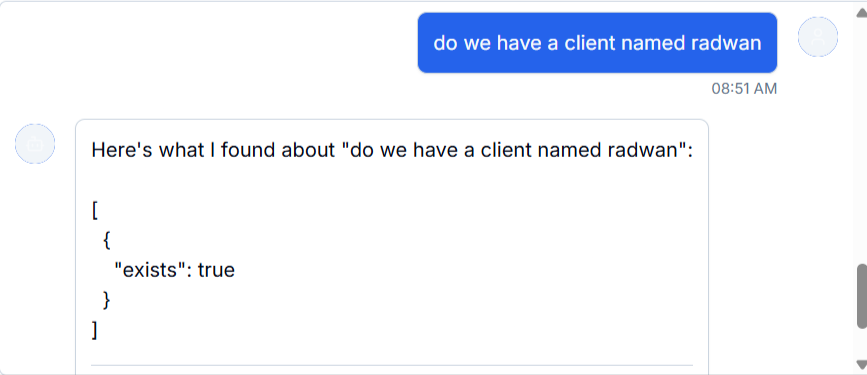 do we have a client named radwan
08:51 AM
Here's what I found about "do we have a client named radwan":
[
{
"exists": true
}
]